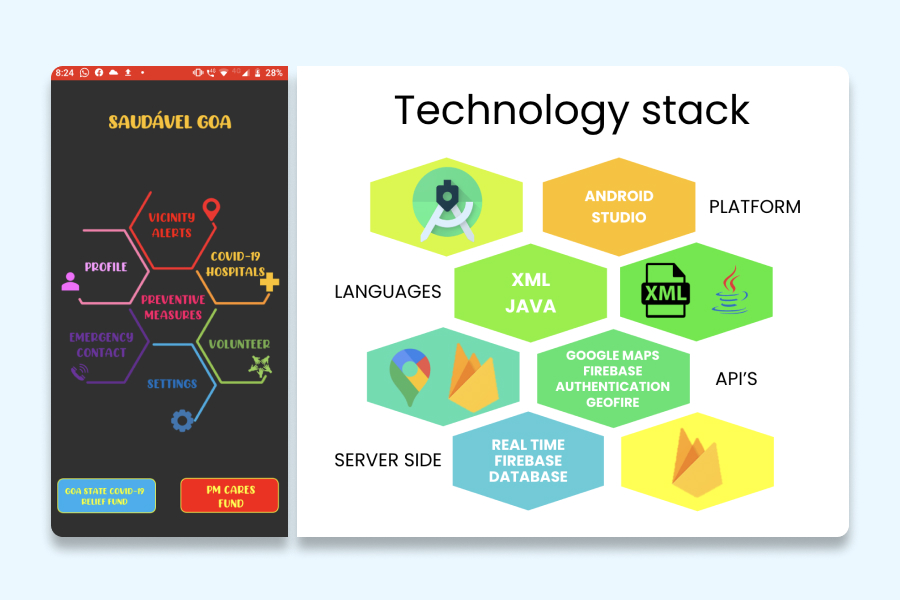 8:24
4G
28%
SAUDÁVEL GOA
VICINITY
ALERTS
PROFILE
COVID-19
HOSPITALS
PREVENTIVE
MEASURES
EMERGENCY
CONTACT
VOLUNTEER
SETTINGS
GOA STATE COVID-19
RELIEF FUND
PM CARES
FUND
Technology stack
ANDROID
STUDIO
PLATFORM
LANGUAGES
XML
JAVA
XML
GOOGLE MAPS
FIREBASE
AUTHENTICATION
GEOFIRE
API'S
SERVER SIDE
REAL TIME
FIREBASE
DATABASE